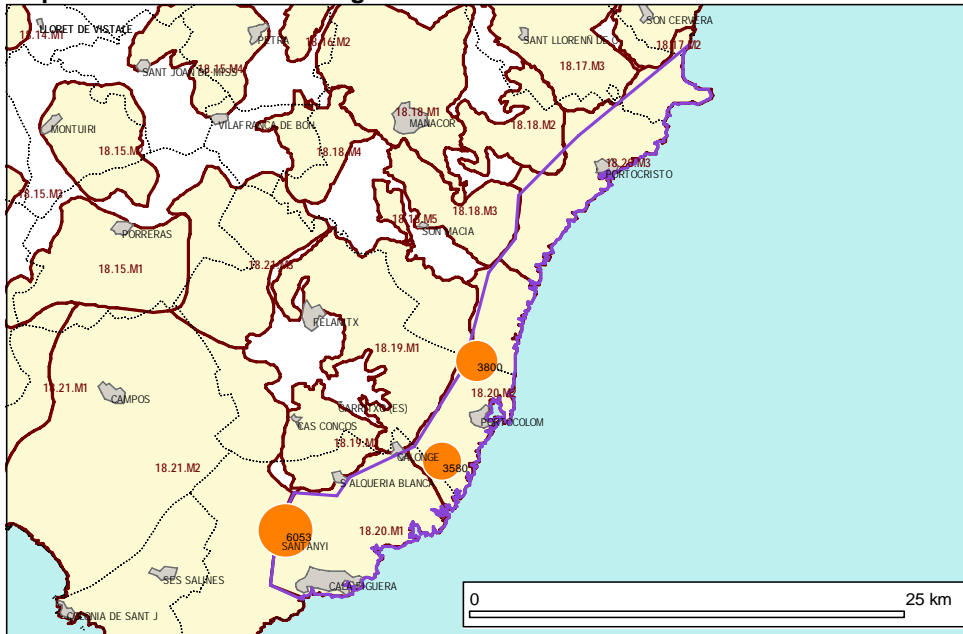 LLORET DE VISTALE
18.14.M1
PETRA
18.16.M2
SON CERVERA
SANT LLORENÑ DE C
18.17.M2
18.17.M3
SANT JOAN DE MISS
18.15.M4
18.18.M1
MANACOR
MONTUIRI
VILAFRANCA DE BON
18.18.M2
18.15.M2
18.18.M4
18.20.M3
PORTOCRISTO
18.15.M3
18.18.M3
18.18.M5
SON MACIA
PORRERAS
18.15.M1
18.21.M3
FELANITX
18.19.M1
3800
18.21.M1
CAMPOS
18.20.M2
CARRITXO (ES)
CAS CONCOS
PORTOCOLOM
18.19.M2
CALONGE
3580
18.21.M2
S'ALQUERIA BLANCA
6053
SANTANYI
18.20.M1
SES SALINES
CALA FIGUERA
COLONIA DE SANT J
0
25 km